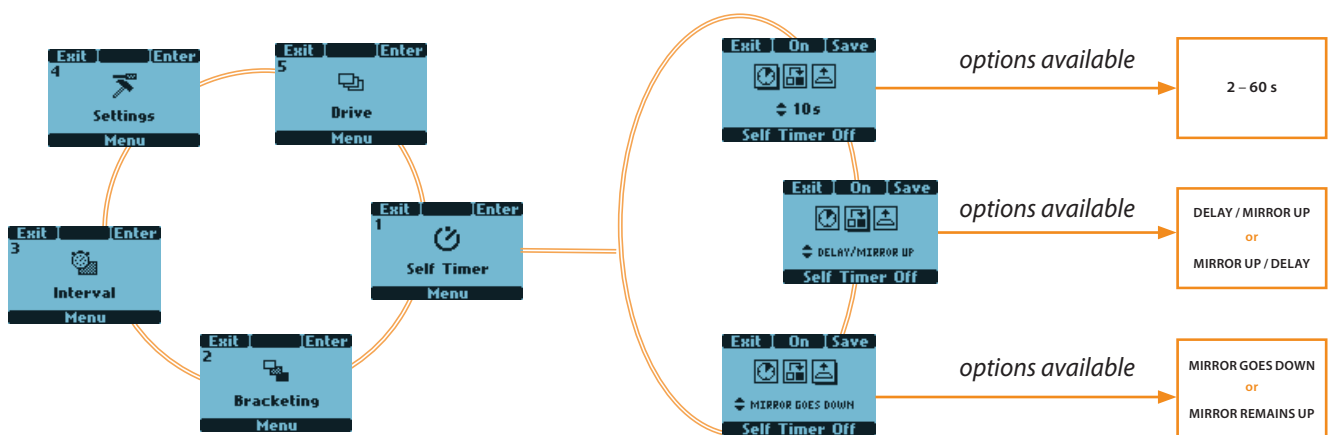 Exit Enter
4
Settings
Menu
Exit Enter
5
Drive
Menu
Exit Enter
3
Interval
Menu
Exit Enter
1
Self Timer
Menu
Exit Enter
2
Bracketing
Menu
Exit On Save
10s
Self Timer Off
options available
2 – 60 s
Exit On Save
DELAY/MIRROR UP
Self Timer Off
options available
DELAY / MIRROR UP
or
MIRROR UP / DELAY
Exit On Save
MIRROR GOES DOWN
Self Timer Off
options available
MIRROR GOES DOWN
or
MIRROR REMAINS UP